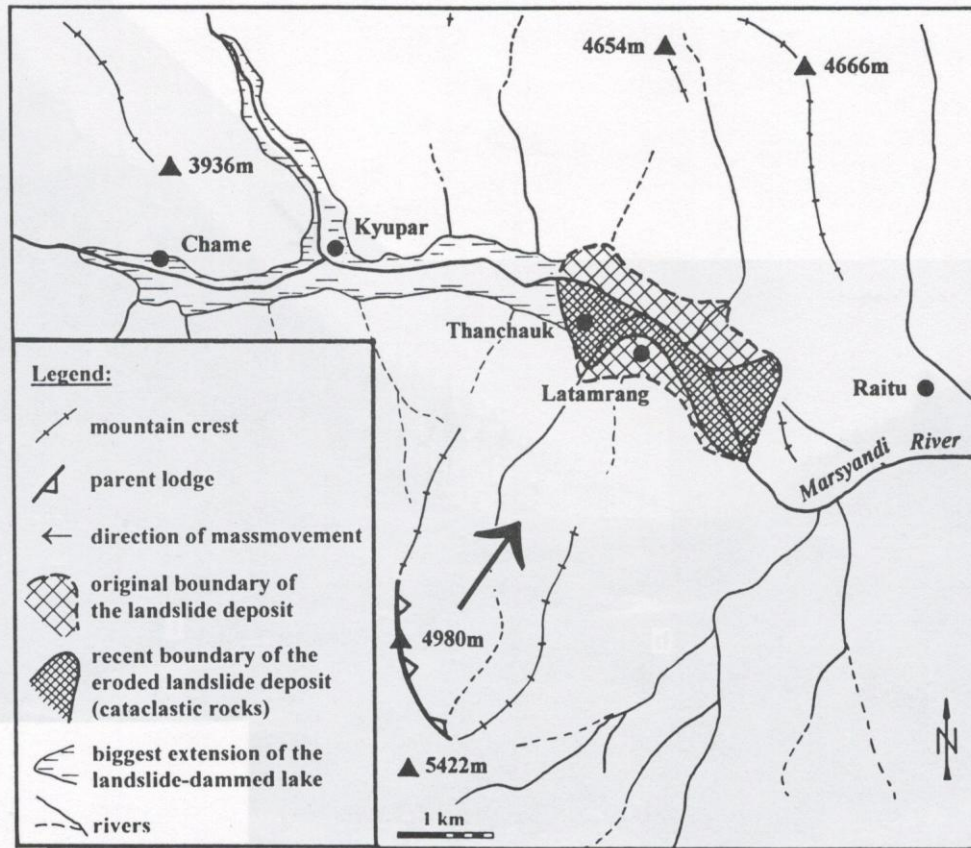 4654m
4666m
3936m
Kyupar
Chame
Thanchauk
Latamrang
Raitu
Marsyandi River
4980m
5422m
1 km
N
Legend:
mountain crest
parent lodge
direction of massmovement
original boundary of
the landslide deposit
recent boundary of the
eroded landslide deposit
(cataclastic rocks)
biggest extension of the
landslide-dammed lake
rivers